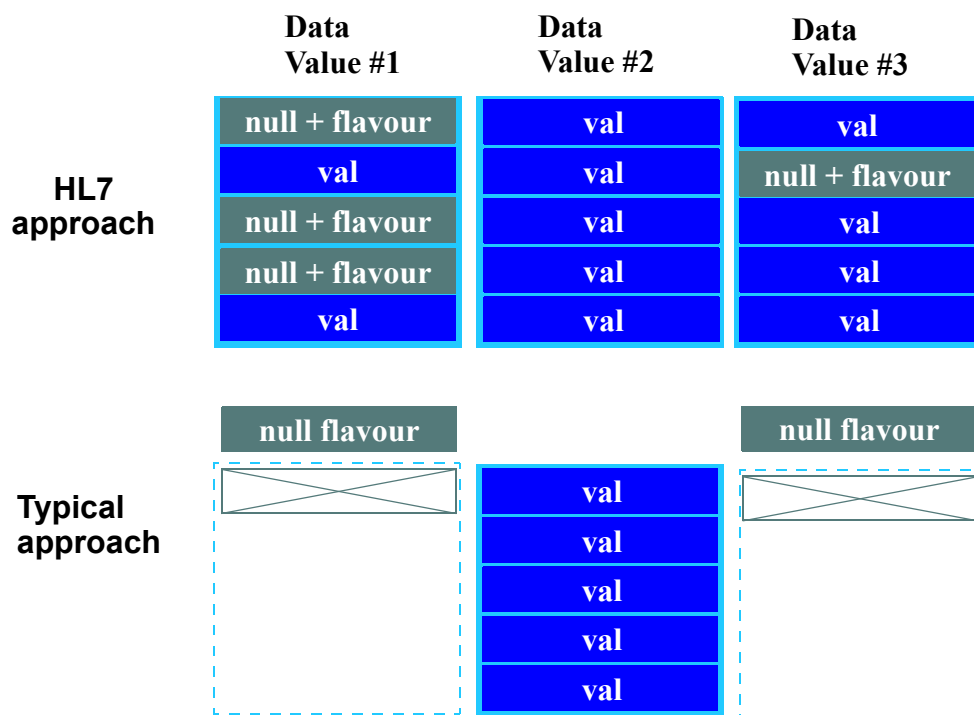 Data
Value #1
Data
Value #2
Data
Value #3
HL7
approach
null + flavour
val
null + flavour
null + flavour
val
val
val
val
val
val
val
null + flavour
val
val
val
Typical
approach
null flavour
val
val
val
val
val
null flavour